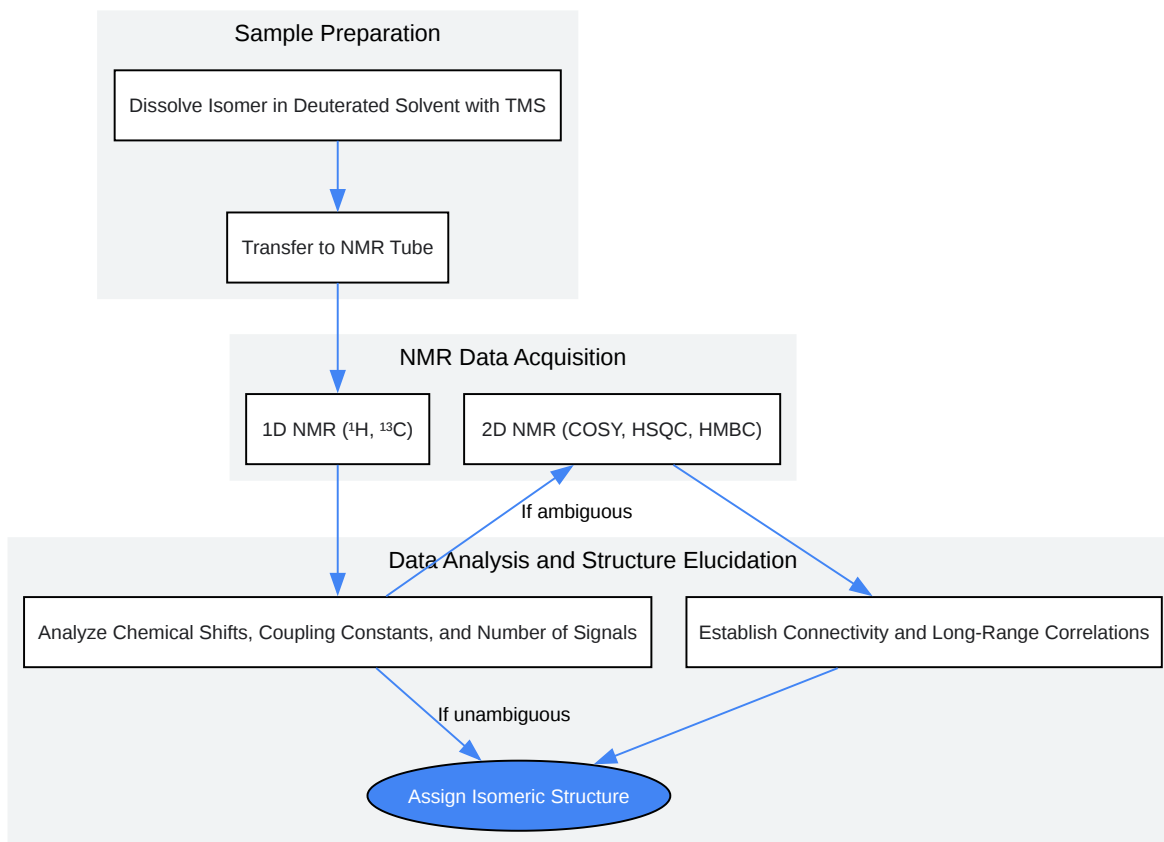 Sample Preparation
Dissolve Isomer in Deuterated Solvent with TMS
Transfer to NMR Tube
NMR Data Acquisition
1D NMR (¹H, ¹³C)
2D NMR (COSY, HSQC, HMBC)
If ambiguous
Data Analysis and Structure Elucidation
Analyze Chemical Shifts, Coupling Constants, and Number of Signals
Establish Connectivity and Long-Range Correlations
If unambiguous
Assign Isomeric Structure